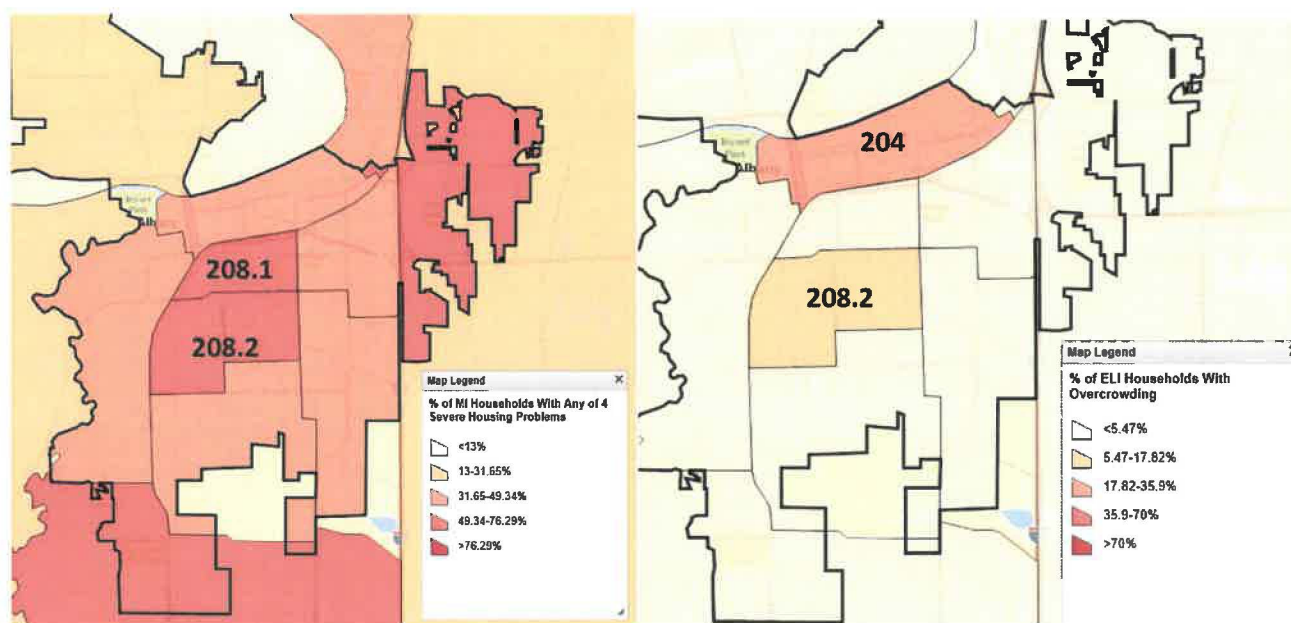 208.1
208.2
Map Legend
% of MI Households With Any of 4
Severe Housing Problems
<13%
13-31.65%
31.65-49.34%
49.34-76.29%
>76.29%
204
208.2
Map Legend
% of ELI Households With
Overcrowding
<5.47%
5.47-17.82%
17.82-35.9%
35.9-70%
>70%